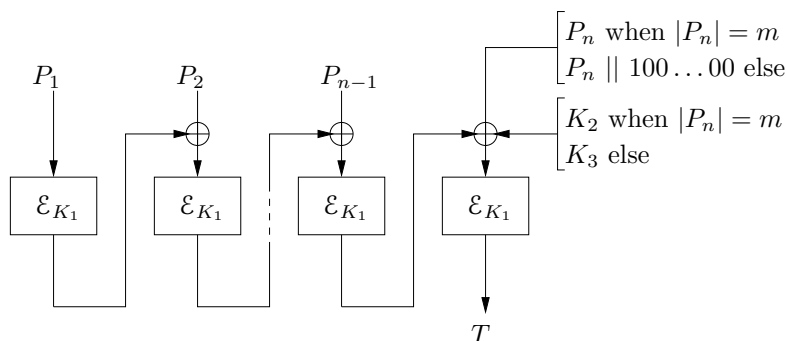 P_n when |P_n| = m
P_n || 100...00 else
P_1 P_2 P_{n-1}
K_2 when |P_n| = m
K_3 else
ℰ_{K_1} ℰ_{K_1} ℰ_{K_1} ℰ_{K_1}
T